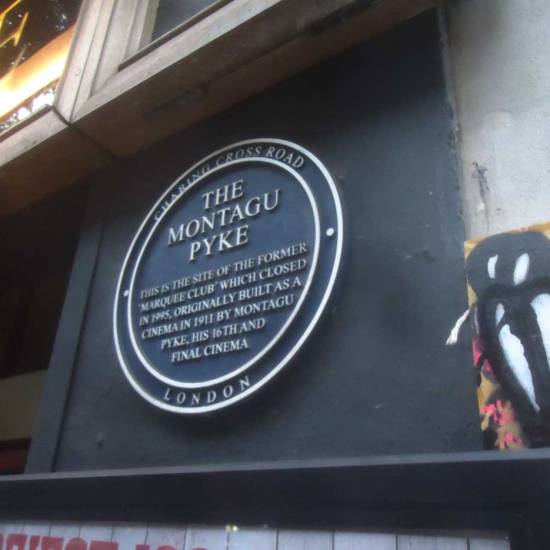 CHARING CROSS ROAD
THE
MONTAGU
PYKE
THIS IS THE SITE OF THE FORMER
'MARQUEE CLUB' WHICH CLOSED
IN 1995, ORIGINALLY BUILT AS A
CINEMA IN 1911 BY MONTAGU
PYKE, HIS 16TH AND
FINAL CINEMA
LONDON